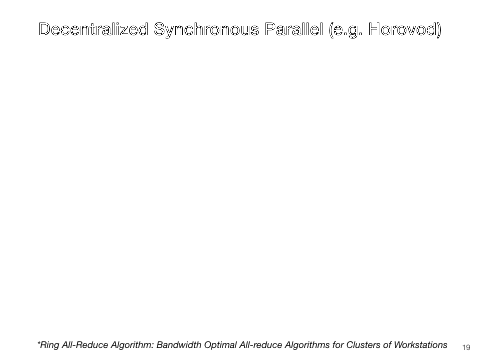 Decentralized Synchronous Parallel (e.g. Horovod)
*Ring All-Reduce Algorithm: Bandwidth Optimal All-reduce Algorithms for Clusters of Workstations
19